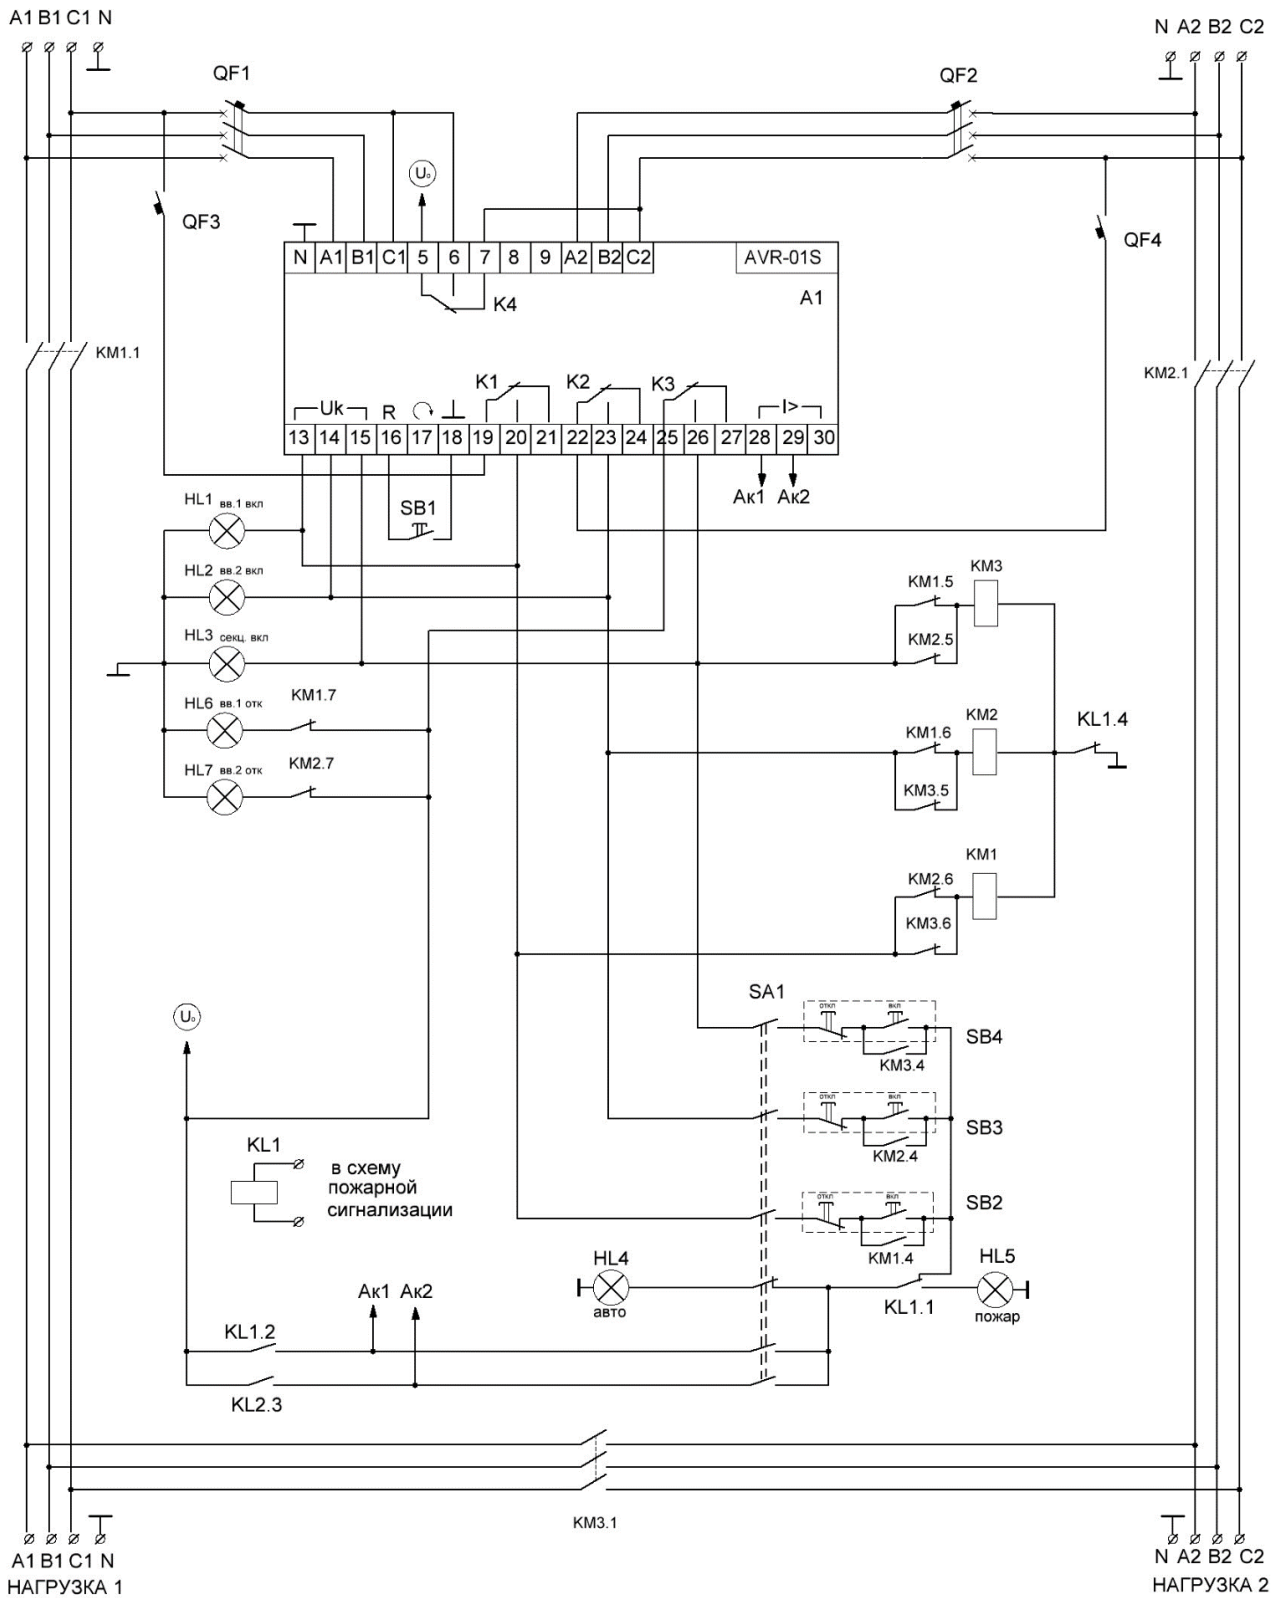 A1 B1 C1 N
N A2 B2 C2
QF1
QF2
U₀
QF3
QF4
N A1 B1 C1 5 6 7 8 9 A2 B2 C2
AVR-01S
A1
K4
KM1.1
KM2.1
K1 K2 K3
Uk R I>
13 14 15 16 17 18 19 20 21 22 23 24 25 26 27 28 29 30
Ак1 Ак2
HL1 вв.1 вкл
SB1
HL2 вв.2 вкл
KM1.5
KM3
HL3 секц. вкл
KM2.5
HL6 вв.1 отк
KM1.7
KM1.6
KM2
KL1.4
HL7 вв.2 отк
KM2.7
KM3.5
KM1
KM2.6
KM3.6
SA1
U₀
откл вкл
SB4
KM3.4
откл вкл
SB3
KM2.4
KL1
в схему
пожарной
сигнализации
откл вкл
SB2
KM1.4
HL4
авто
HL5
пожар
KL1.1
Ак1 Ак2
KL1.2
KL2.3
KM3.1
A1 B1 C1 N
НАГРУЗКА 1
N A2 B2 C2
НАГРУЗКА 2